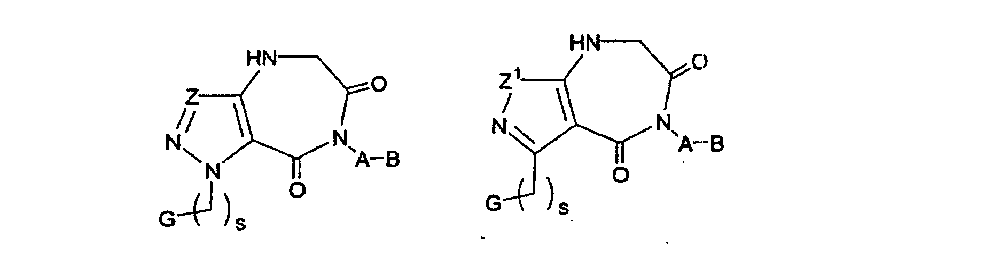 HN HN
O O
Z Z¹
N N
N N
A–B A–B
N
O O
G ( ) s G ( ) s